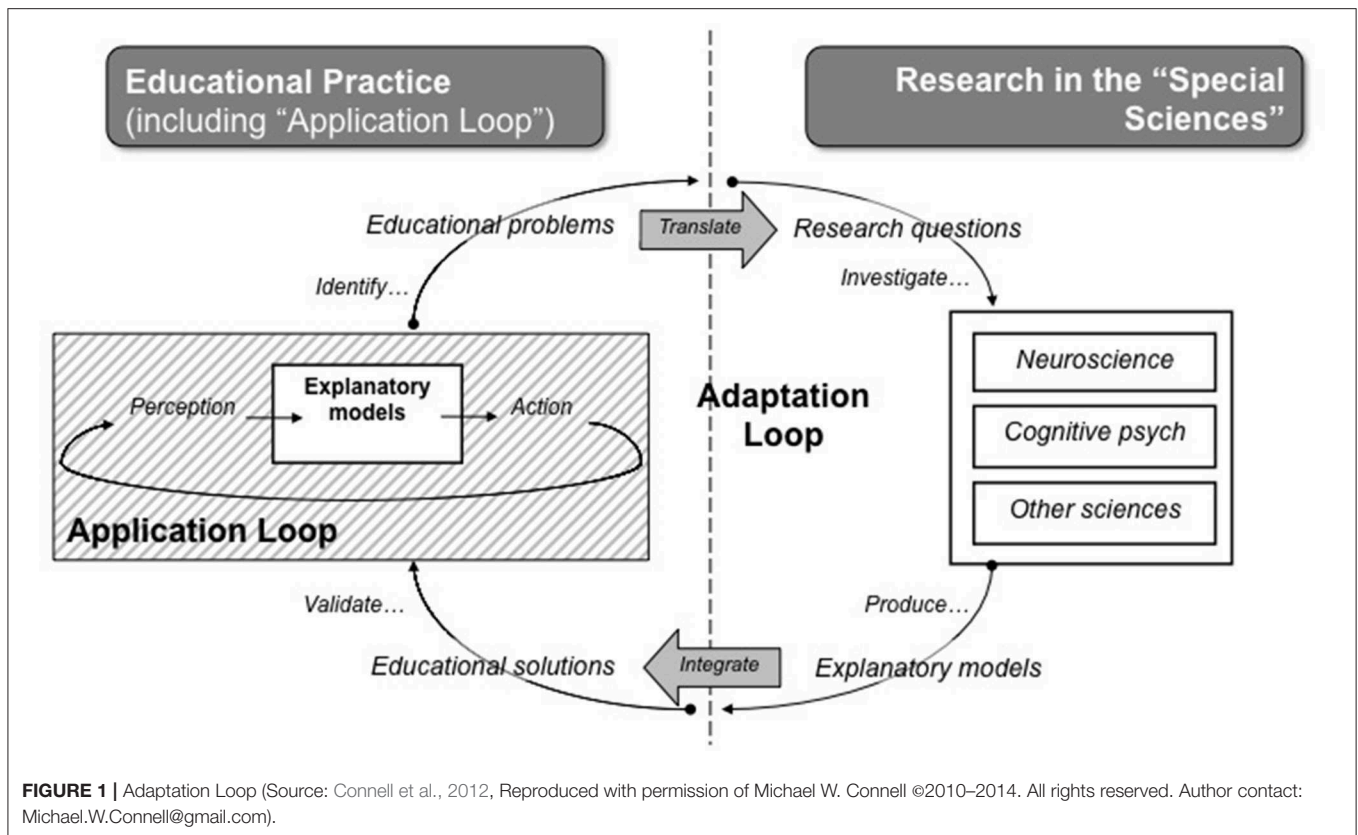 Educational Practice
(including “Application Loop”)
Research in the “Special
Sciences”
Educational problems
Translate
Research questions
Identify…
Investigate…
Perception
Explanatory
models
Action
Application Loop
Adaptation
Loop
Neuroscience
Cognitive psych
Other sciences
Validate…
Produce…
Educational solutions
Integrate
Explanatory models
FIGURE 1 | Adaptation Loop (Source: Connell et al., 2012, Reproduced with permission of Michael W. Connell ©2010–2014. All rights reserved. Author contact:
Michael.W.Connell@gmail.com).